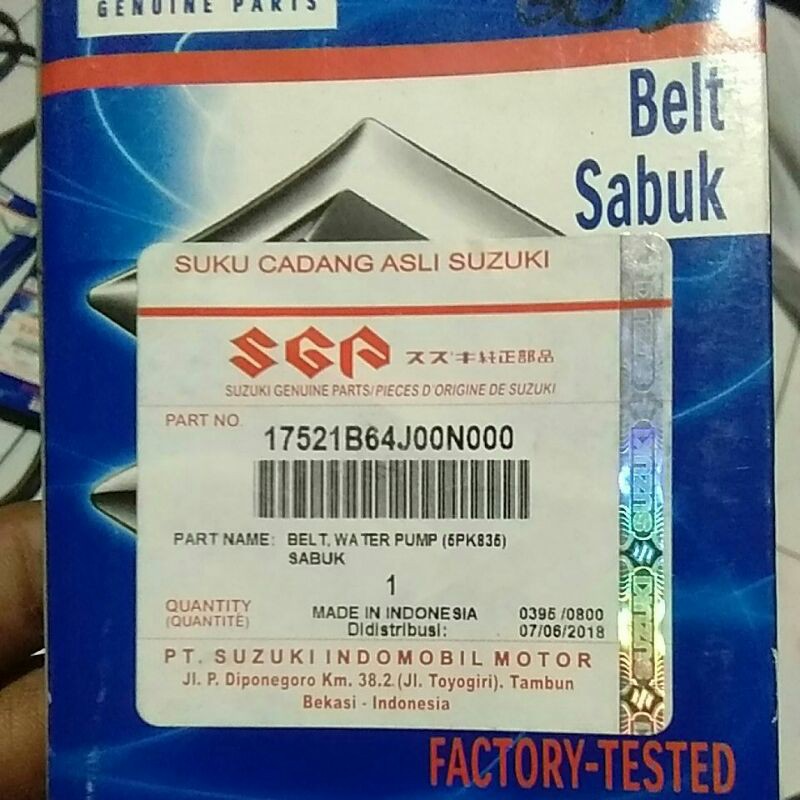 GENUINE PARTS
Belt
Sabuk
SUKU CADANG ASLI SUZUKI
SGP スズキ純正部品
SUZUKI GENUINE PARTS/PIECES D'ORIGINE DE SUZUKI
PART NO.
17521B64J00N000
PART NAME: BELT, WATER PUMP (5PK835)
SABUK
1
QUANTITY
(QUANTITÉ)
MADE IN INDONESIA 0395 /0800
Didistribusi: 07/06/2018
PT. SUZUKI INDOMOBIL MOTOR
Jl. P. Diponegoro Km. 38.2 (Jl. Toyogiri). Tambun
Bekasi - Indonesia
SUZUKI
SUZUKI
FACTORY-TESTED